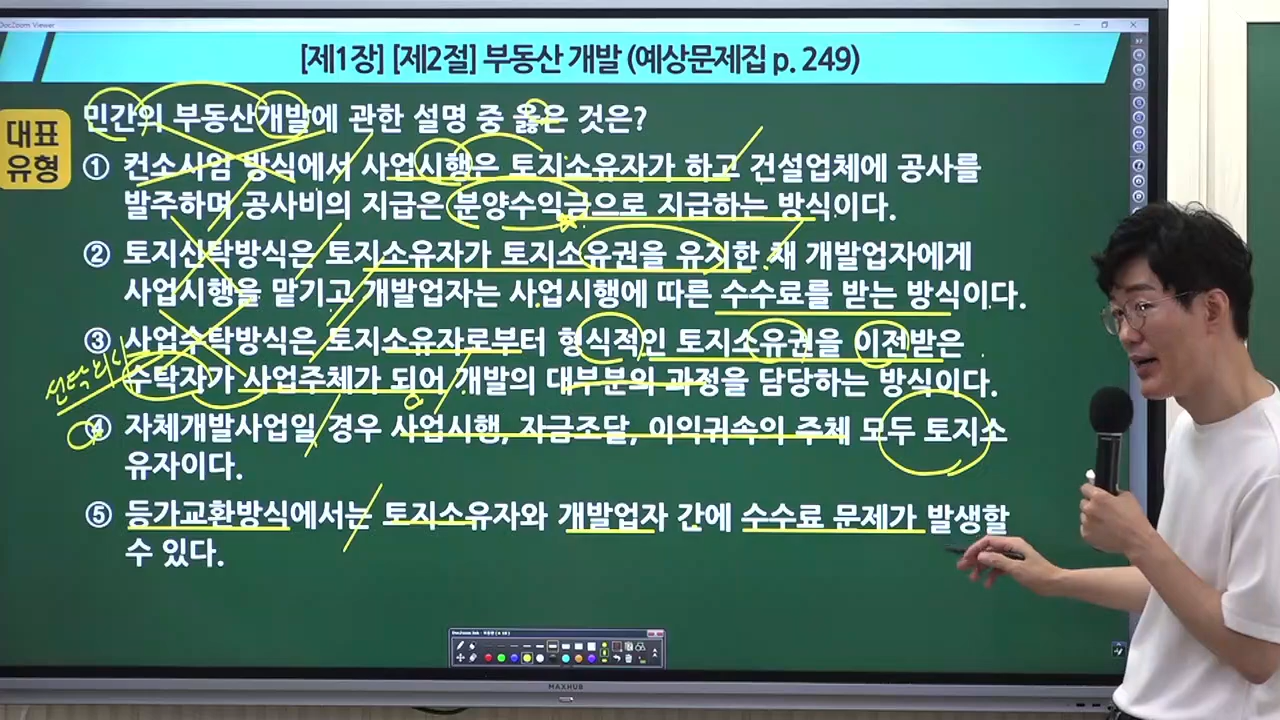 DocZoom Viewer
[제1장] [제2절] 부동산 개발 (예상문제집 p. 249)
대표
유형
민간의 부동산개발에 관한 설명 중 옳은 것은?
① 컨소시엄 방식에서 사업시행은 토지소유자가 하고 건설업체에 공사를
발주하며 공사비의 지급은 분양수익금으로 지급하는 방식이다.
② 토지신탁방식은 토지소유자가 토지소유권을 유지한 채 개발업자에게
사업시행을 맡기고 개발업자는 사업시행에 따른 수수료를 받는 방식이다.
③ 사업수탁방식은 토지소유자로부터 형식적인 토지소유권을 이전받은
신탁회사
수탁자가 사업주체가 되어 개발의 대부분의 과정을 담당하는 방식이다.
④ 자체개발사업일 경우 사업시행, 자금조달, 이익귀속의 주체 모두 토지소
유자이다.
⑤ 등가교환방식에서는 토지소유자와 개발업자 간에 수수료 문제가 발생할
수 있다.
MAXHUB